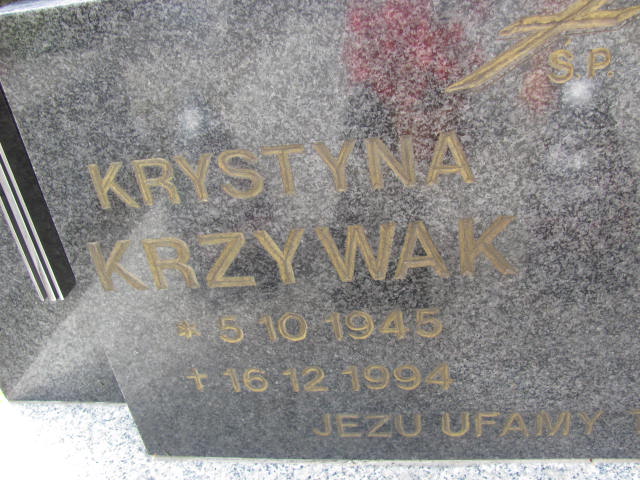 Ś.P.
KRYSTYNA
KRZYWAK
* 5 10 1945
+ 16 12 1994
JEZU UFAMY